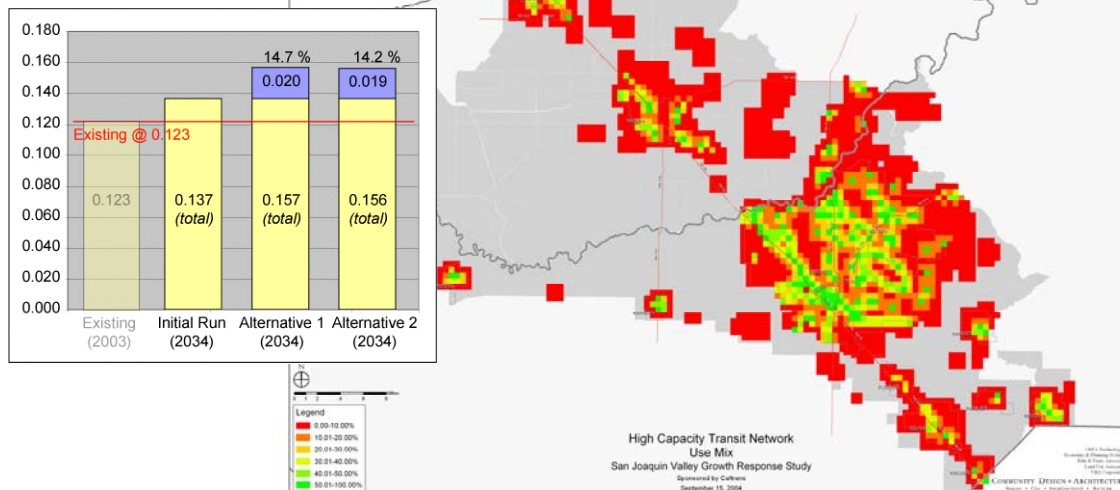 0.180
0.160
0.140
0.120
0.100
0.080
0.060
0.040
0.020
0.000
14.7 %
14.2 %
0.020
0.019
Existing @ 0.123
0.123
0.137
(total)
0.157
(total)
0.156
(total)
Existing
(2003)
Initial Run
(2034)
Alternative 1
(2034)
Alternative 2
(2034)
N
Legend
0.00-10.00%
10.01-20.00%
20.01-30.00%
30.01-40.00%
40.01-50.00%
50.01-100.00%
High Capacity Transit Network
Use Mix
San Joaquin Valley Growth Response Study
Sponsored by Caltrans
September 15, 2004
COMMUNITY DESIGN + ARCHITECTURE